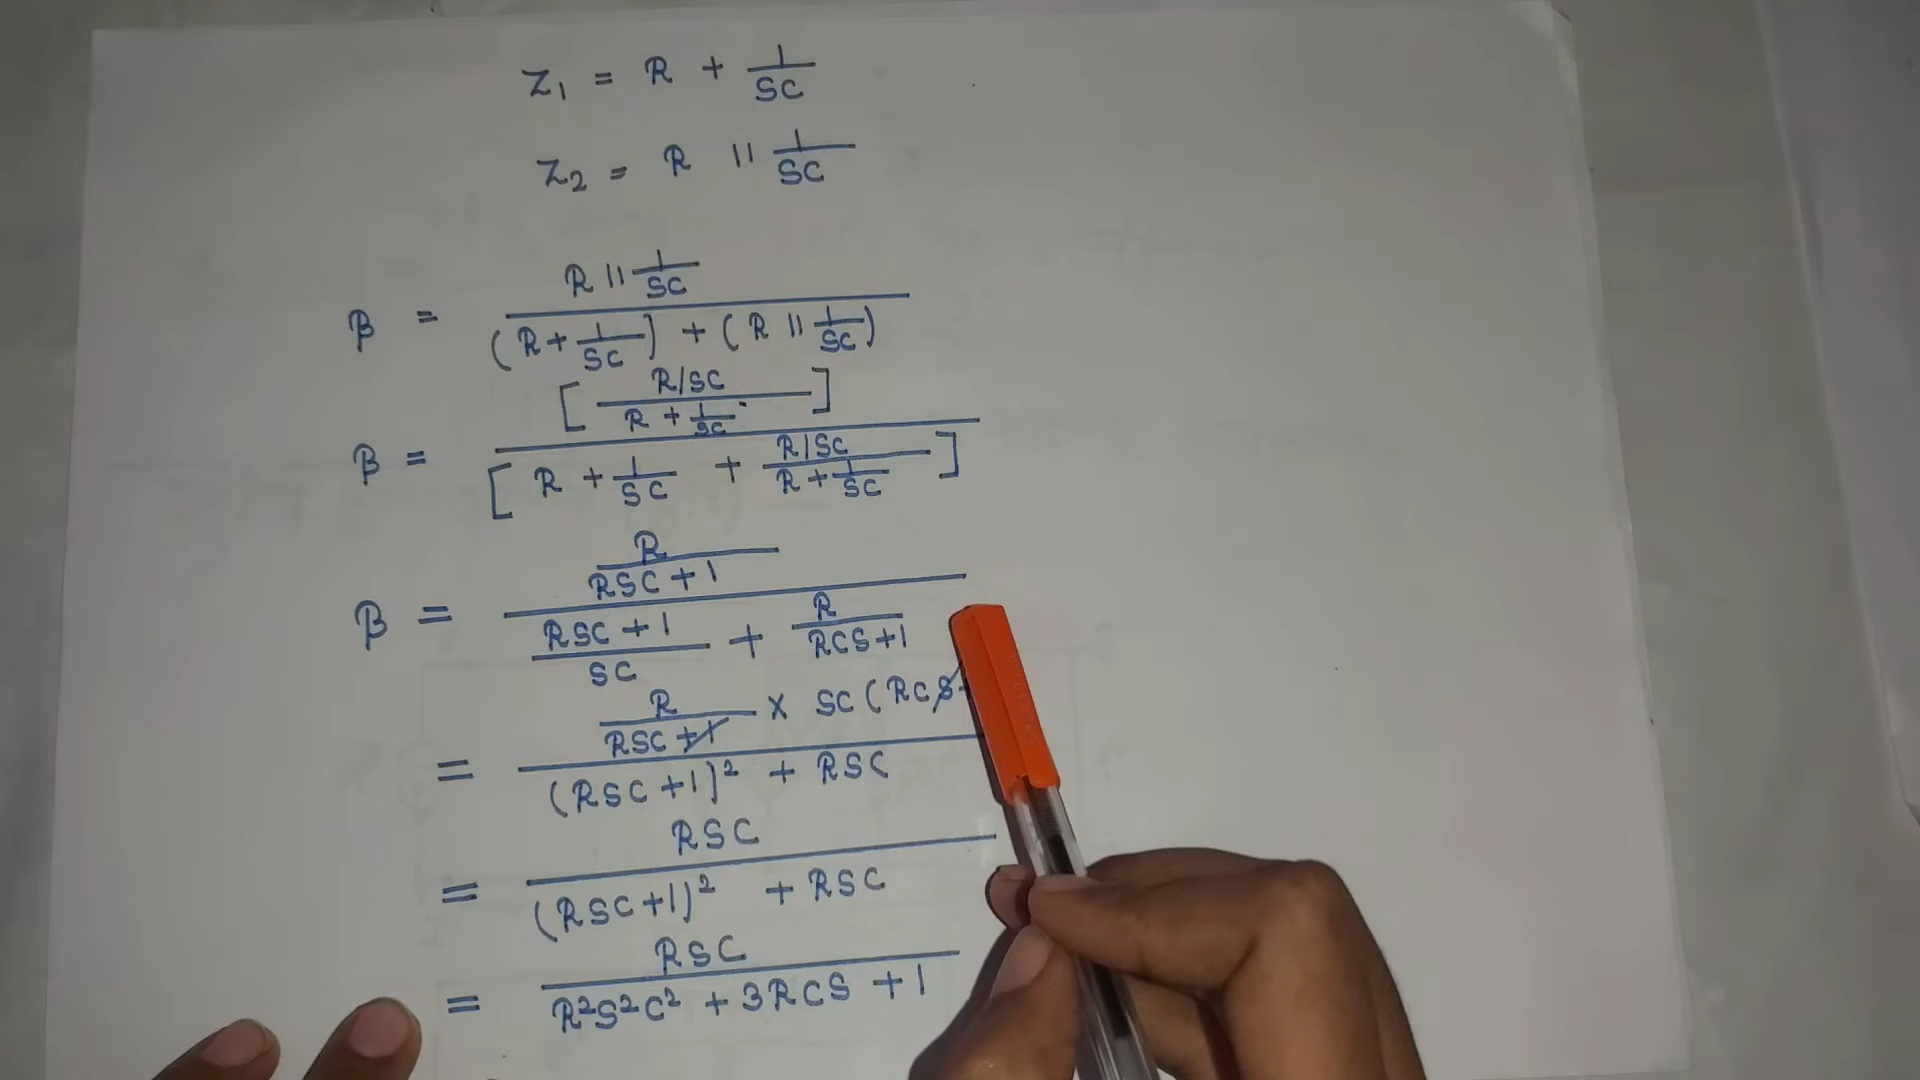 Z₁ = R + 1/SC
Z₂ = R || 1/SC
β = (R || 1/SC) / ((R + 1/SC) + (R || 1/SC))
β = [(R/SC) / (R + 1/SC)] / [R + 1/SC + (R/SC) / (R + 1/SC)]
β = (R / (RSC + 1)) / ((RSC + 1)/SC + R/(RCS + 1))
= (R / (RSC + 1) × SC (RCS / ((RSC + 1)² + RSC)
= RSC / ((RSC + 1)² + RSC)
= RSC / (R²S²C² + 3RCS + 1)